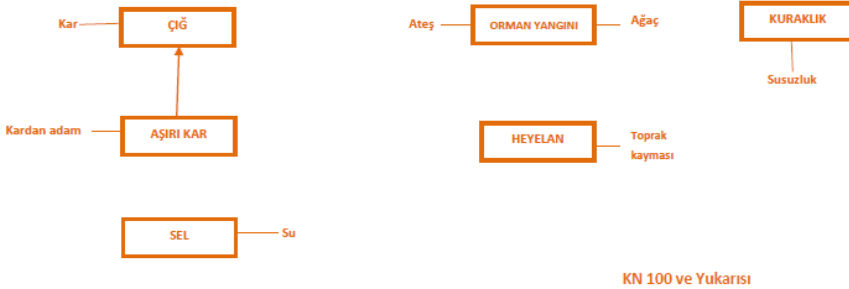 Kar
ÇIĞ
Ateş
ORMAN YANGINI
Ağaç
KURAKLIK
Susuzluk
Kardan adam
AŞIRI KAR
HEYELAN
Toprak
kayması
SEL
Su
KN 100 ve Yukarısı